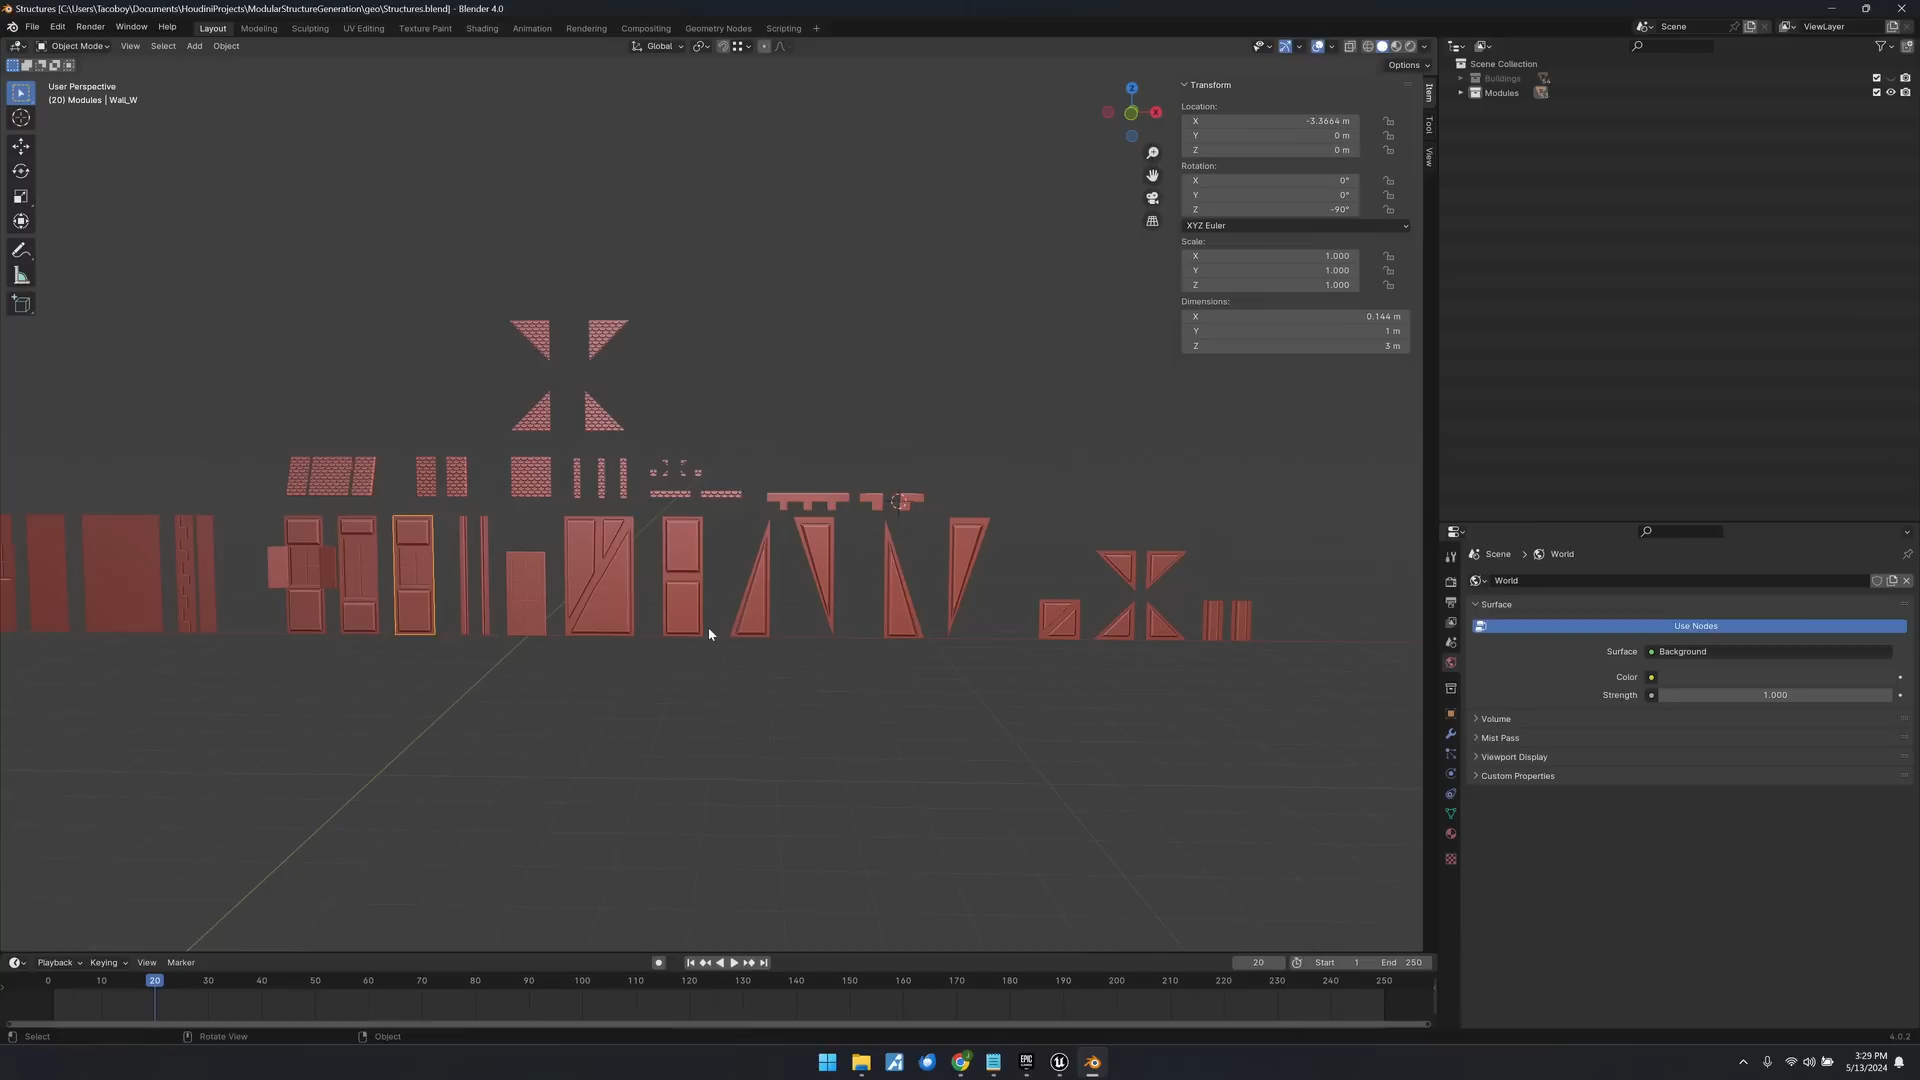 Structures [C:\Users\Tacoboy\Documents\HoudiniProjects\ModularStructureGeneration\geo\Structures.blend] - Blender 4.0
File Edit Render Window Help Layout Modeling Sculpting UV Editing Texture Paint Shading Animation Rendering Compositing Geometry Nodes Scripting + Scene ViewLayer
Object Mode View Select Add Object Global
Options
User Perspective
(20) Modules | Wall_W
Transform
Location:
X -3.3664 m
Y 0 m
Z 0 m
Rotation:
X 0°
Y 0°
Z -90°
XYZ Euler
Scale:
X 1.000
Y 1.000
Z 1.000
Dimensions:
X 0.144 m
Y 1 m
Z 3 m
Z
X
Item
Tool
View
Scene Collection
Buildings 54
Modules 53
Scene > World
World
Surface
Use Nodes
Surface Background
Color
Strength 1.000
Volume
Mist Pass
Viewport Display
Custom Properties
Playback Keying View Marker 20 Start 1 End 250
0 10 20 30 40 50 60 70 80 90 100 110 120 130 140 150 160 170 180 190 200 210 220 230 240 250
Select Rotate View Object 4.0.2
EPIC
3:29 PM
5/13/2024